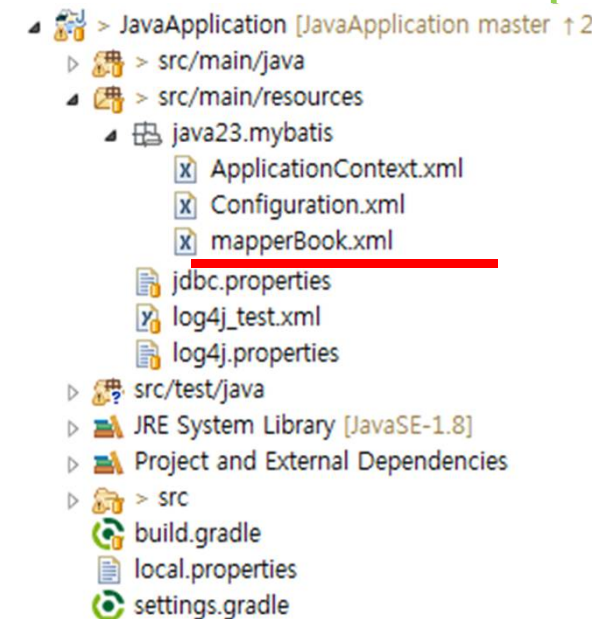 > JavaApplication [JavaApplication master ↑2
> src/main/java
> src/main/resources
java23.mybatis
ApplicationContext.xml
Configuration.xml
mapperBook.xml
jdbc.properties
log4j_test.xml
log4j.properties
src/test/java
JRE System Library [JavaSE-1.8]
Project and External Dependencies
> src
build.gradle
local.properties
settings.gradle